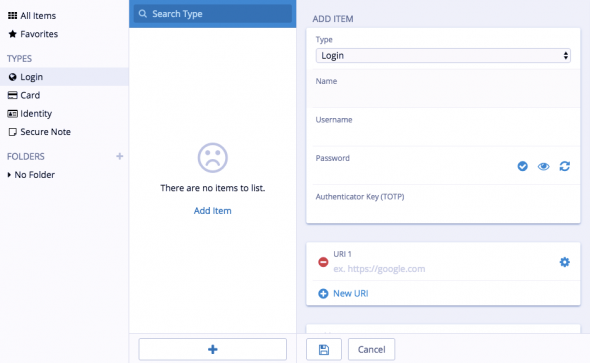 All Items
Favorites
TYPES
Login
Card
Identity
Secure Note
FOLDERS
No Folder
Search Type
There are no items to list.
Add Item
ADD ITEM
Type
Login
Name
Username
Password
Authenticator Key (TOTP)
URI 1
ex. https://google.com
New URI
Cancel